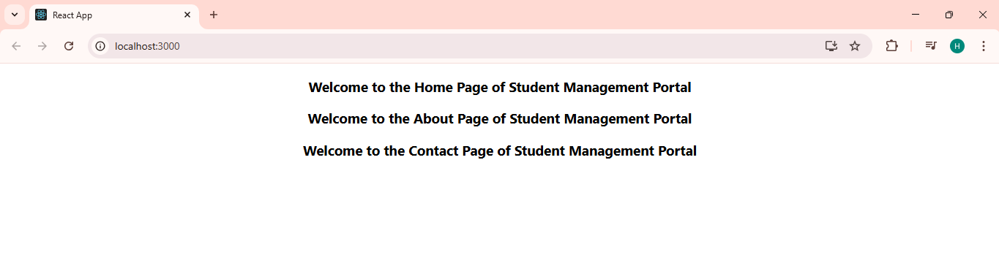 React App
localhost:3000
H
Welcome to the Home Page of Student Management Portal
Welcome to the About Page of Student Management Portal
Welcome to the Contact Page of Student Management Portal